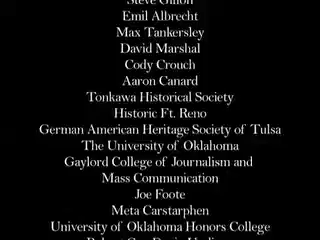 Steve Gullon
Emil Albrecht
Max Tankersley
David Marshal
Cody Crouch
Aaron Canard
Tonkawa Historical Society
Historic Ft. Reno
German American Heritage Society of Tulsa
The University of Oklahoma
Gaylord College of Journalism and
Mass Communication
Joe Foote
Meta Carstarphen
University of Oklahoma Honors College